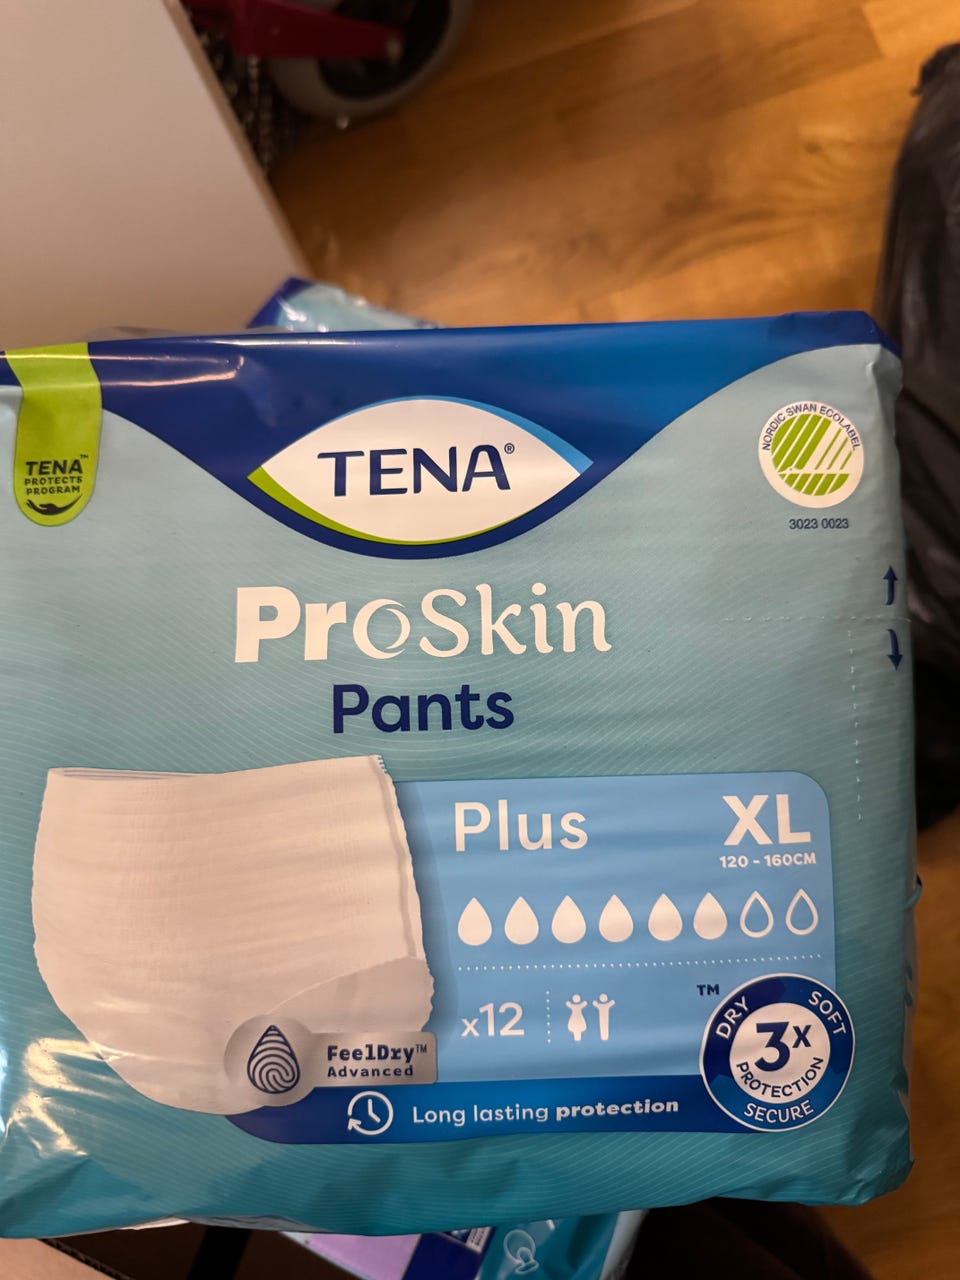 TENA™
PROTECTS
PROGRAM
TENA®
NORDIC SWAN ECOLABEL
3023 0023
ProSkin
Pants
Plus
XL
120 - 160CM
x12
FeelDry™
Advanced
Long lasting protection
™
DRY
SOFT
SECURE
3x
PROTECTION